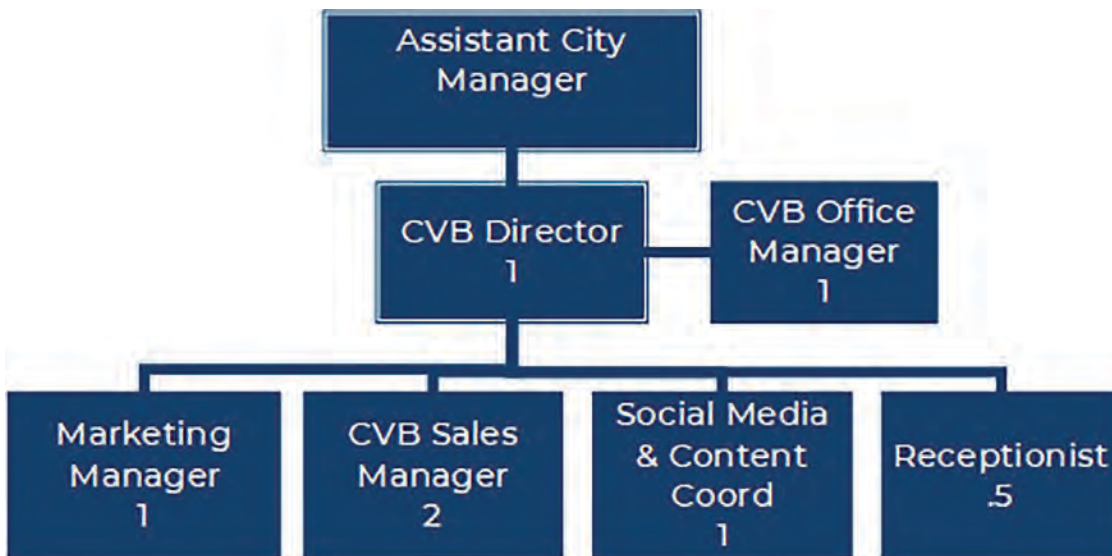 Assistant City
Manager
CVB Director
1
CVB Office
Manager
1
Marketing
Manager
1
CVB Sales
Manager
2
Social Media
& Content
Coord
1
Receptionist
.5